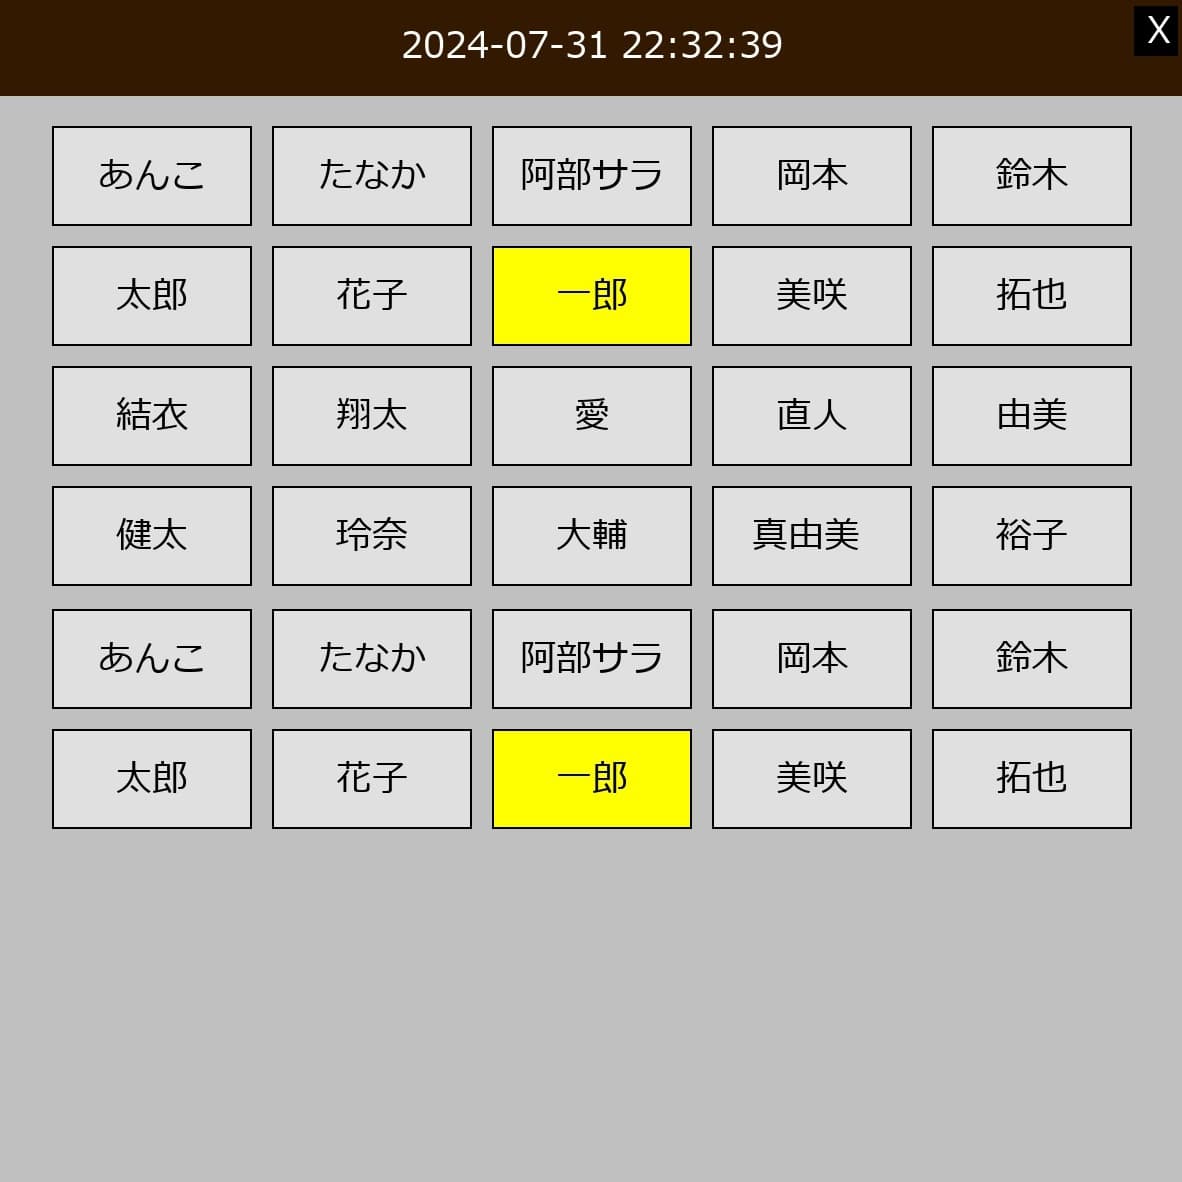 2024-07-31 22:32:39
X
あんこ たなか 阿部サラ 岡本 鈴木
太郎 花子 一郎 美咲 拓也
結衣 翔太 愛 直人 由美
健太 玲奈 大輔 真由美 裕子
あんこ たなか 阿部サラ 岡本 鈴木
太郎 花子 一郎 美咲 拓也